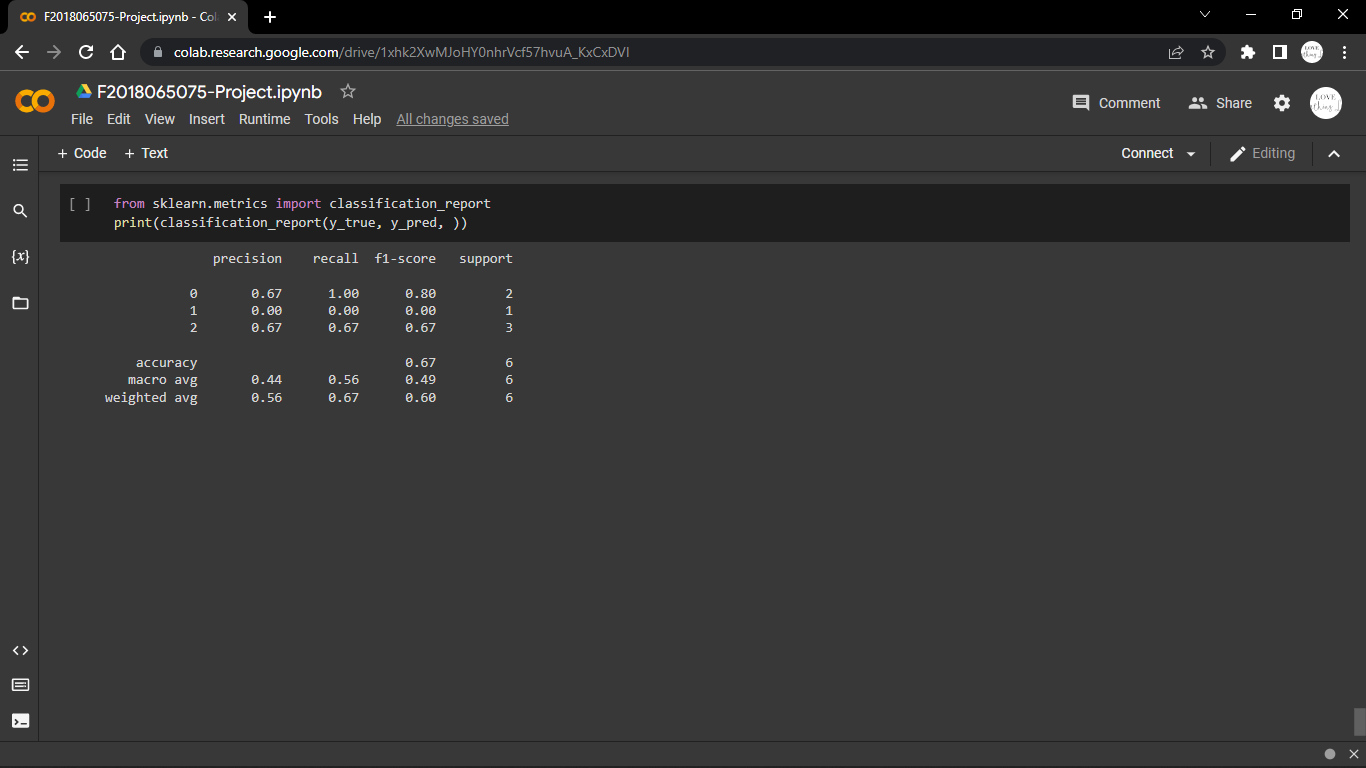 F2018065075-Project.ipynb - Col
colab.research.google.com/drive/1xhk2XwMJoHY0nhrVcf57hvuA_KxCxDVI
F2018065075-Project.ipynb
Comment
Share
File Edit View Insert Runtime Tools Help All changes saved
+ Code + Text
Connect
Editing
[ ] from sklearn.metrics import classification_report
print(classification_report(y_true, y_pred, ))
precision recall f1-score support
0 0.67 1.00 0.80 2
1 0.00 0.00 0.00 1
2 0.67 0.67 0.67 3
accuracy 0.67 6
macro avg 0.44 0.56 0.49 6
weighted avg 0.56 0.67 0.60 6